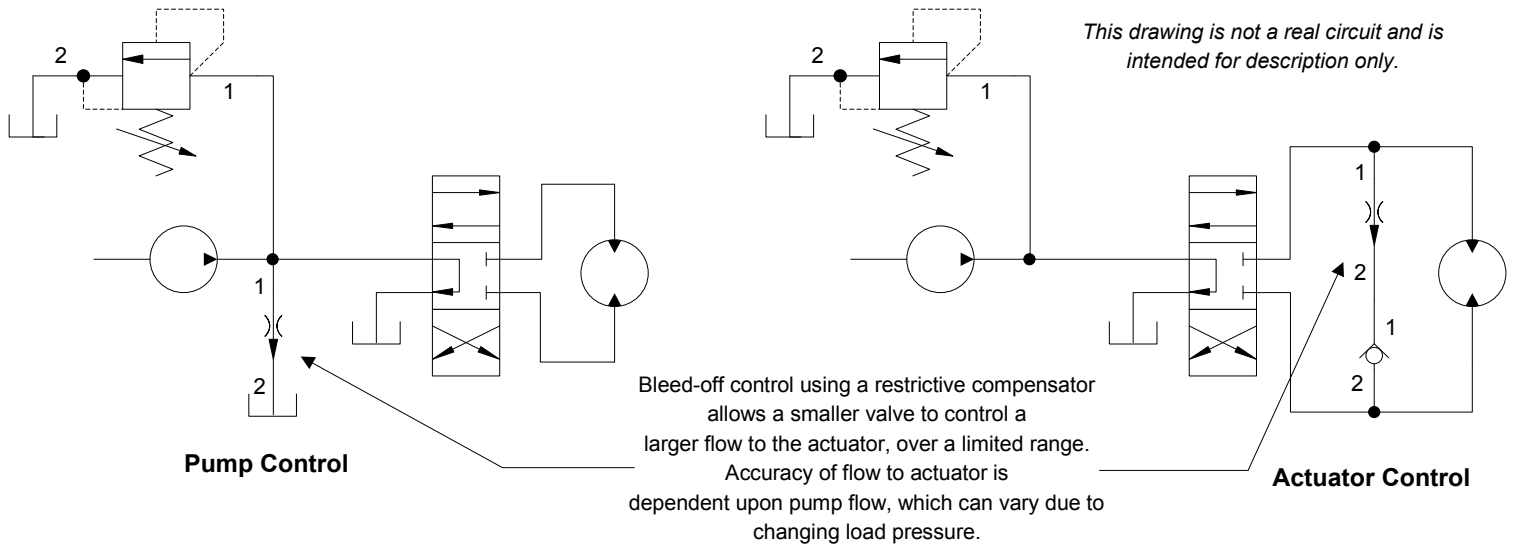 This drawing is not a real circuit and is
intended for description only.
2
1
2
1
1
2
1
2
1
2
Bleed-off control using a restrictive compensator
allows a smaller valve to control a
larger flow to the actuator, over a limited range.
Accuracy of flow to actuator is
dependent upon pump flow, which can vary due to
changing load pressure.
Pump Control
Actuator Control